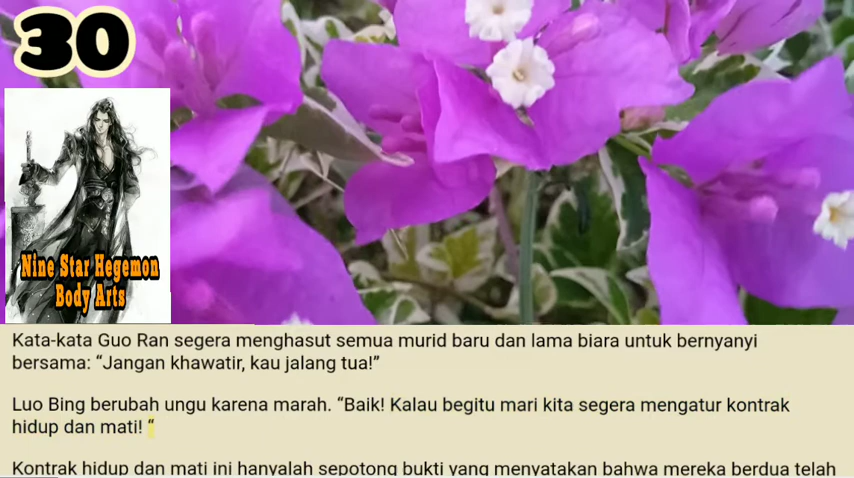 30
Nine Star Hegemon
Body Arts
Kata-kata Guo Ran segera menghasut semua murid baru dan lama biara untuk bernyanyi
bersama: “Jangan khawatir, kau jalang tua!”
Luo Bing berubah ungu karena marah. “Baik! Kalau begitu mari kita segera mengatur kontrak
hidup dan mati! “
Kontrak hidup dan mati ini hanyalah sepotong bukti yang menyatakan bahwa mereka berdua telah